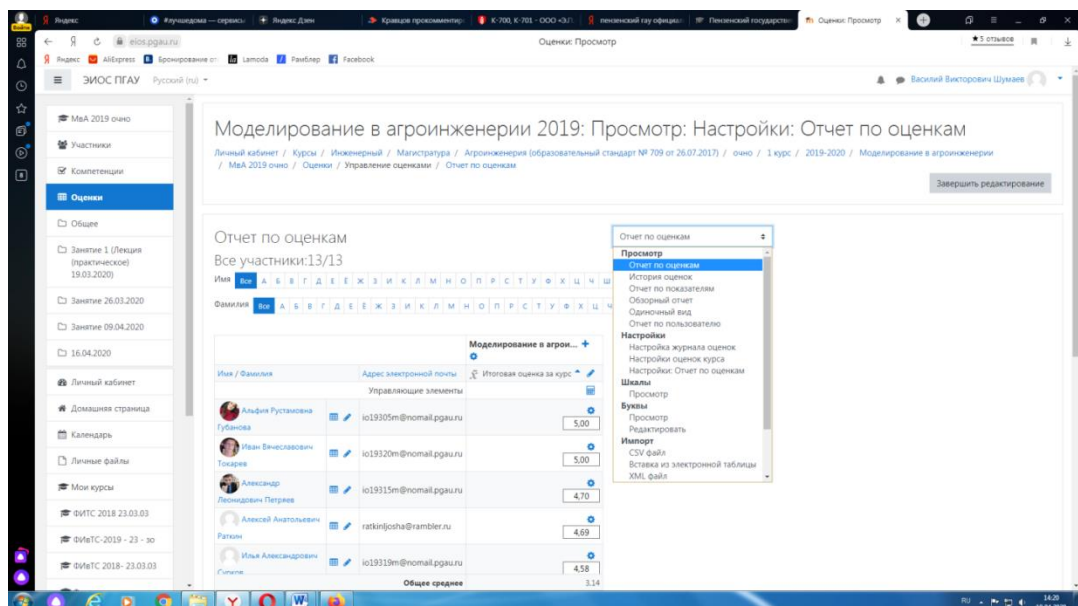 Яндекс
#лучшедома — сервисы
Яндекс Дзен
Кравцов прокомментир
К-700, К-701 - ООО
пензенский гау официал
Пензенский государстве
Оценки: Просмотр
Войти
eios.pgau.ru
Оценки: Просмотр
★ 5 отзывов
Яндекс
AliExpress
Бронирование от
Lamoda
Рамблер
Facebook
ЭИОС ПГАУ
Русский (ru)
Василий Викторович Шумаев
МвА 2019 очно
Участники
Компетенции
Оценки
Общее
Занятие 1 (Лекция
(практическое)
19.03.2020)
Занятие 26.03.2020
Занятие 09.04.2020
16.04.2020
Личный кабинет
Домашняя страница
Календарь
Личные файлы
Мои курсы
ФИТС 2018 23.03.03
ФИвТС-2019 - 23 - зо
ФИвТС 2018- 23.03.03
Моделирование в агроинженерии 2019: Просмотр: Настройки: Отчет по оценкам
Личный кабинет / Курсы / Инженерный / Магистратура / Агроинженерия (образовательный стандарт № 709 от 26.07.2017) / очно / 1 курс / 2019-2020 / Моделирование в агроинженерии
/ МвА 2019 очно / Оценки / Управление оценками / Отчет по оценкам
Завершить редактирование
Отчет по оценкам
Все участники:13/13
Имя Все А Б В Г Д Е Ё Ж З И К Л М Н О П Р С Т У Ф Х Ц Ч Ш
Фамилия Все А Б В Г Д Е Ё Ж З И К Л М Н О П Р С Т У Ф Х Ц Ч
Моделирование в агрои...
Имя / Фамилия
Адрес электронной почты
Итоговая оценка за курс
Управляющие элементы
Альфия Рустамовна
Губанова
io19305m@nomail.pgau.ru
5,00
Иван Вячеславович
Токарев
io19320m@nomail.pgau.ru
5,00
Александр
Леонидович Петряев
io19315m@nomail.pgau.ru
4,70
Алексей Анатольевич
Раткин
ratkinljosha@rambler.ru
4,69
Илья Александрович
Сурков
io19319m@nomail.pgau.ru
4,58
Общее среднее
3,14
Отчет по оценкам
Просмотр
Отчет по оценкам
История оценок
Отчет по показателям
Обзорный отчет
Одиночный вид
Отчет по пользователю
Настройки
Настройка журнала оценок
Настройки оценок курса
Настройки: Отчет по оценкам
Шкалы
Просмотр
Буквы
Просмотр
Редактировать
Импорт
CSV файл
Вставка из электронной таблицы
XML файл
RU
14:20